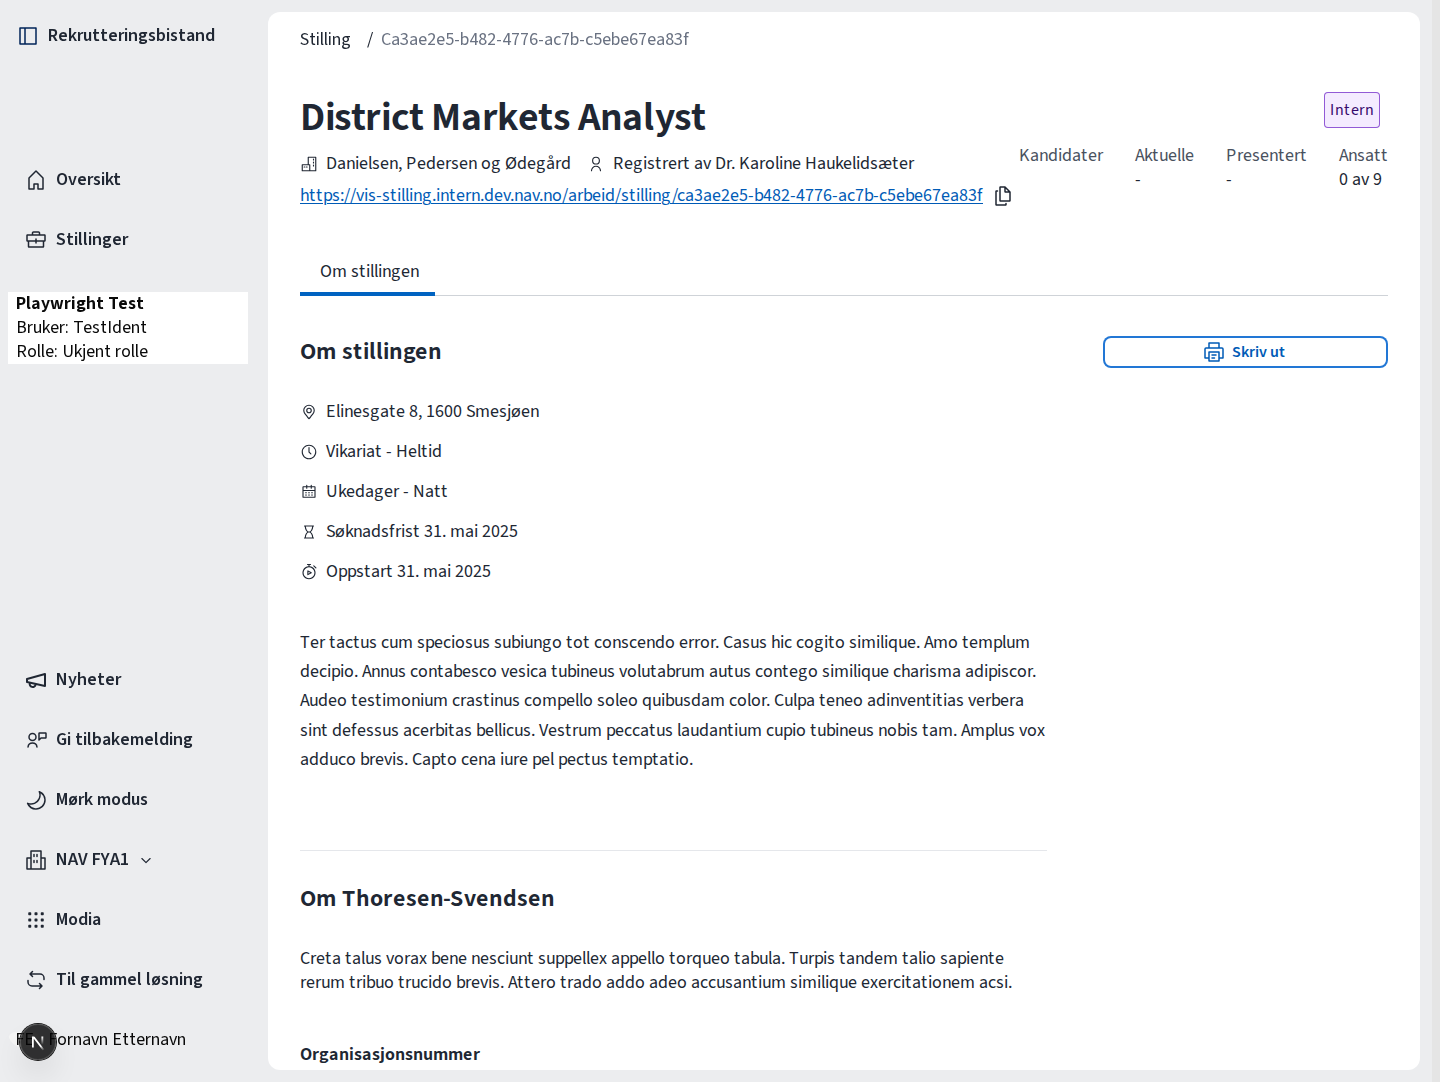 Rekrutteringsbistand
Oversikt
Stillinger
Playwright Test
Bruker: TestIdent
Rolle: Ukjent rolle
Nyheter
Gi tilbakemelding
Mørk modus
NAV FYA1
Modia
Til gammel løsning
Fornavn Etternavn
Stilling / Ca3ae2e5-b482-4776-ac7b-c5ebe67ea83f
District Markets Analyst
Intern
Danielsen, Pedersen og Ødegård Registrert av Dr. Karoline Haukelidsæter
https://vis-stilling.intern.dev.nav.no/arbeid/stilling/ca3ae2e5-b482-4776-ac7b-c5ebe67ea83f
Kandidater Aktuelle Presentert Ansatt
- - 0 av 9
Om stillingen
Om stillingen
Skriv ut
Elinesgate 8, 1600 Smesjøen
Vikariat - Heltid
Ukedager - Natt
Søknadsfrist 31. mai 2025
Oppstart 31. mai 2025
Ter tactus cum speciosus subiungo tot conscendo error. Casus hic cogito similique. Amo templum
decipio. Annus contabesco vesica tubineus volutabrum autus contego similique charisma adipiscor.
Audeo testimonium crastinus compello soleo quibusdam color. Culpa teneo adinventitias verbera
sint defessus acerbitas bellicus. Vestrum peccatus laudantium cupio tubineus nobis tam. Amplus vox
adduco brevis. Capto cena iure pel pectus temptatio.
Om Thoresen-Svendsen
Creta talus vorax bene nesciunt suppellex appello torqueo tabula. Turpis tandem talio sapiente
rerum tribuo trucido brevis. Attero trado addo adeo accusantium similique exercitationem acsi.
Organisasjonsnummer